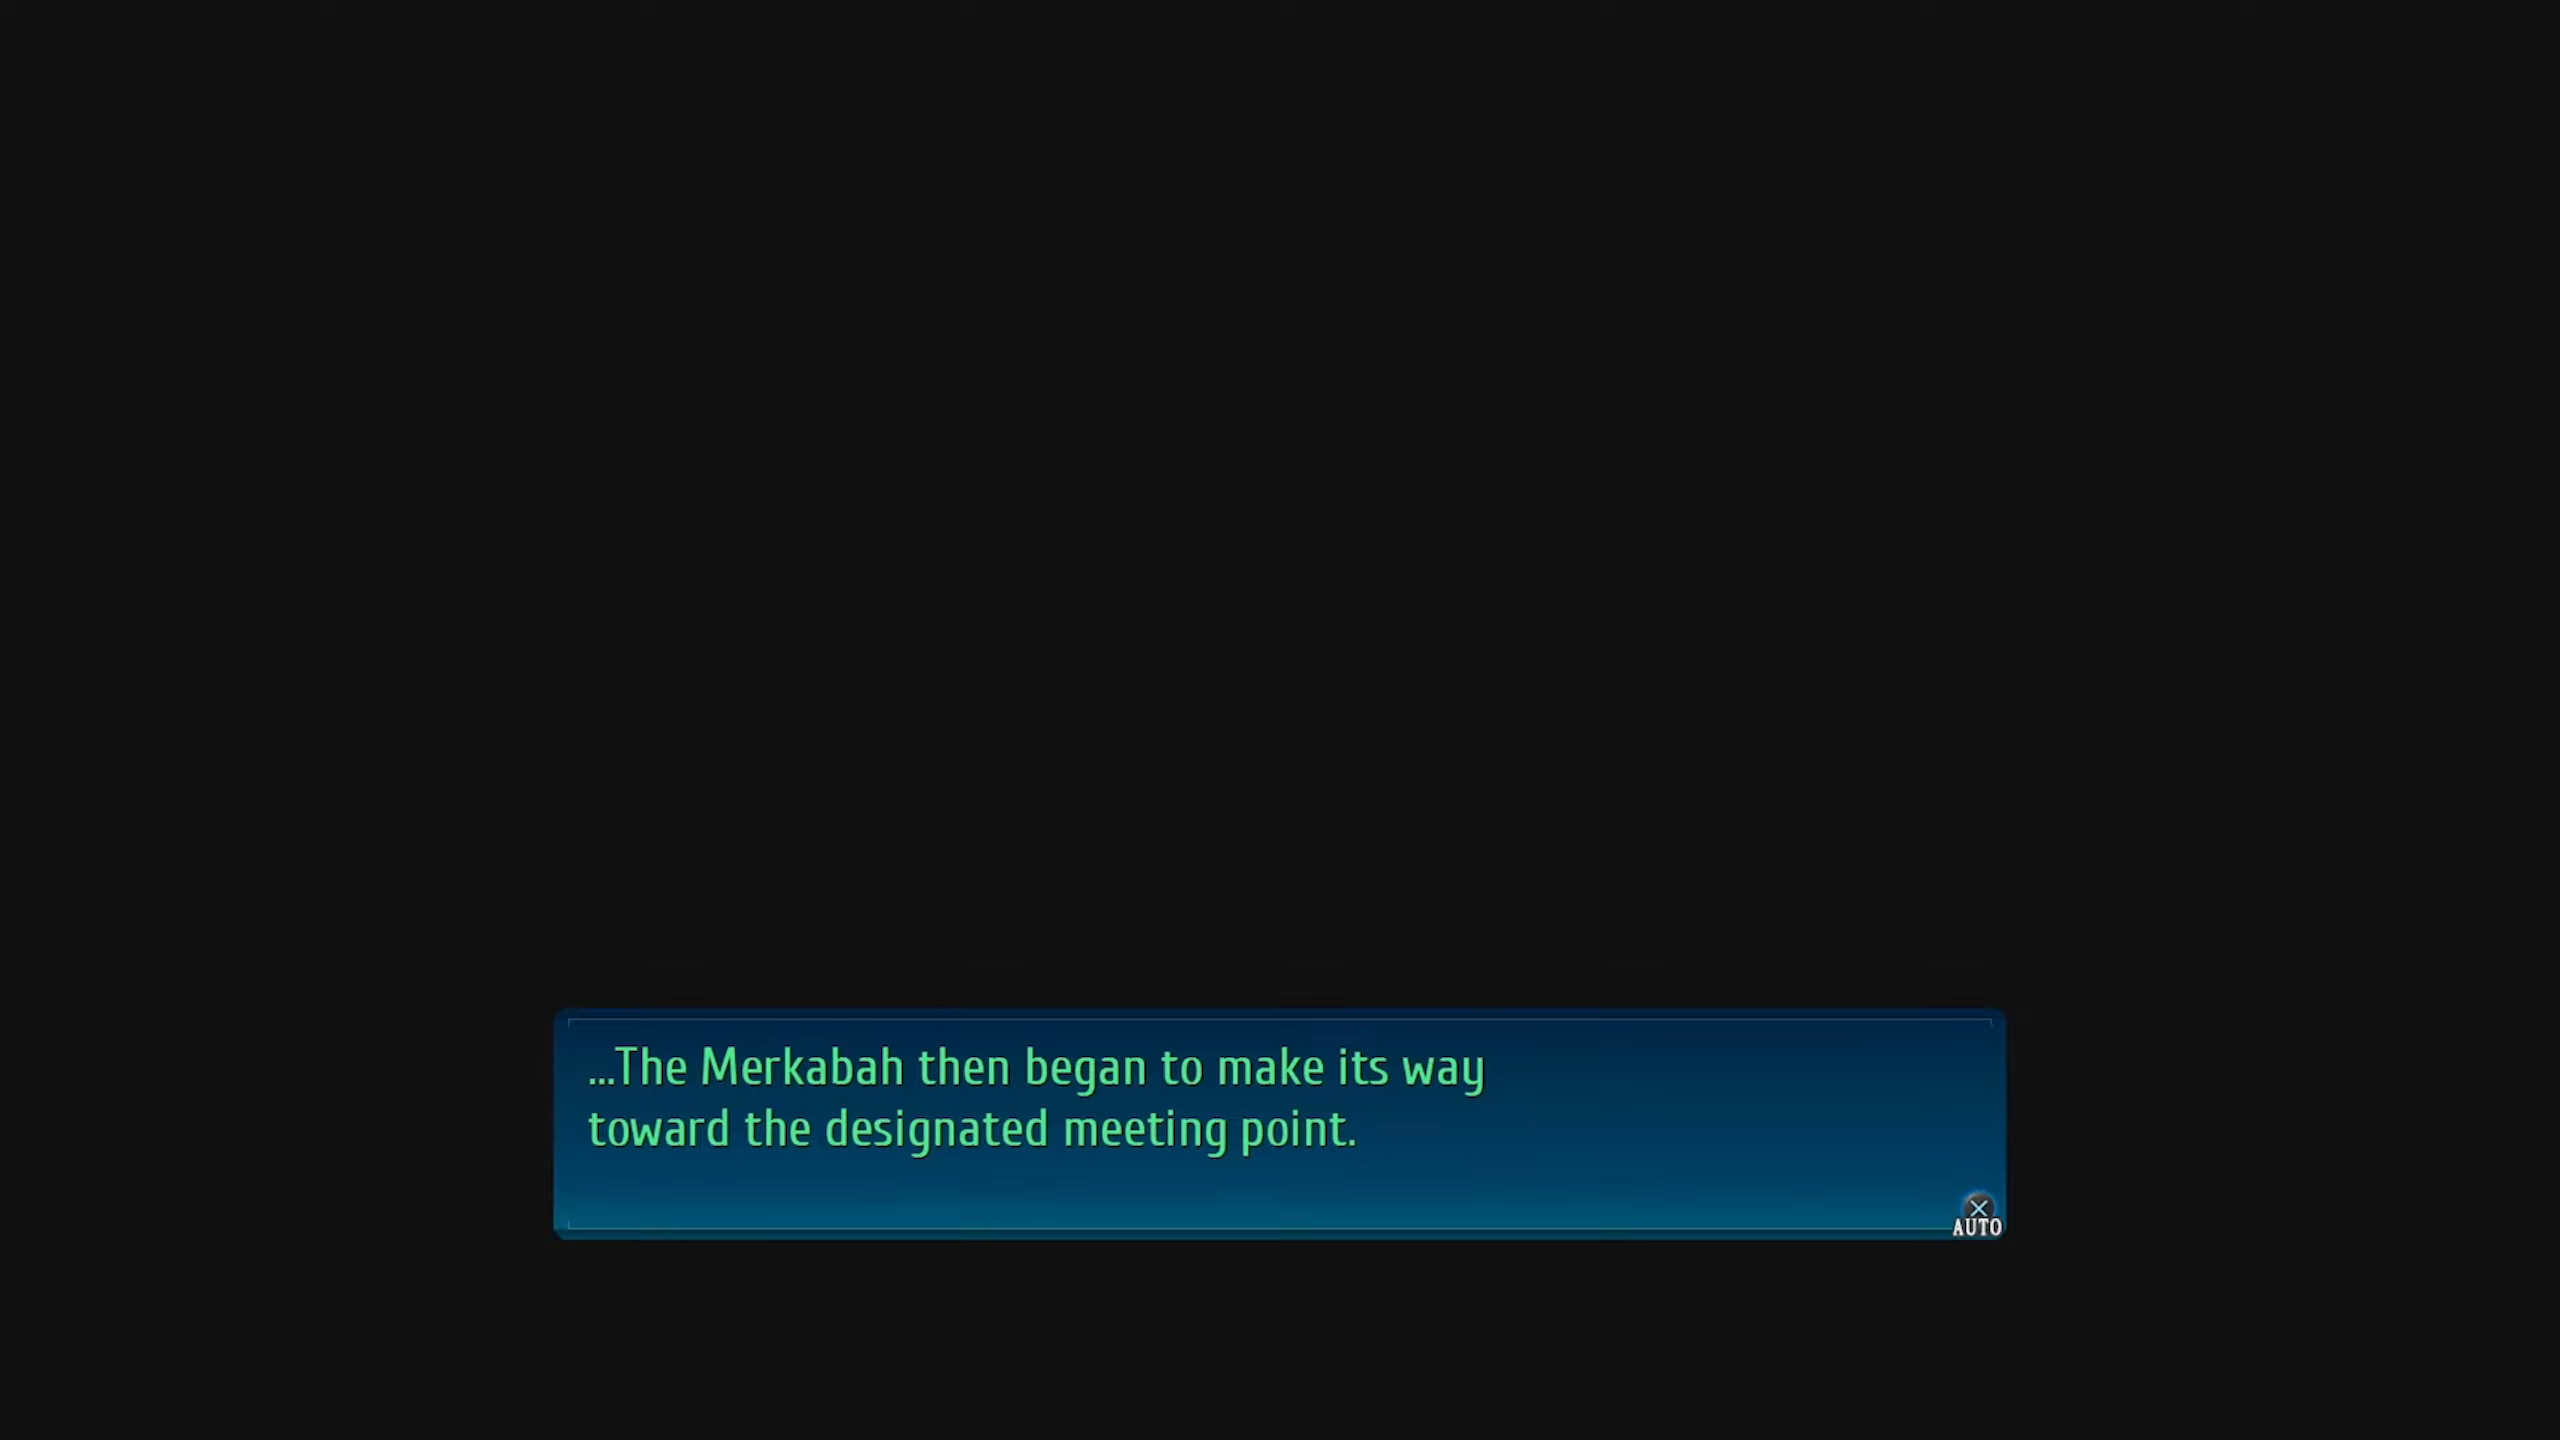 ...The Merkabah then began to make its way
toward the designated meeting point.
AUTO